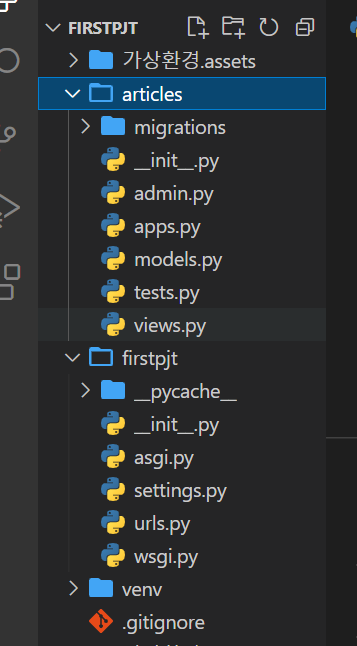 FIRSTPJT
가상환경.assets
articles
migrations
__init__.py
admin.py
apps.py
models.py
tests.py
views.py
firstpjt
__pycache__
__init__.py
asgi.py
settings.py
urls.py
wsgi.py
venv
.gitignore